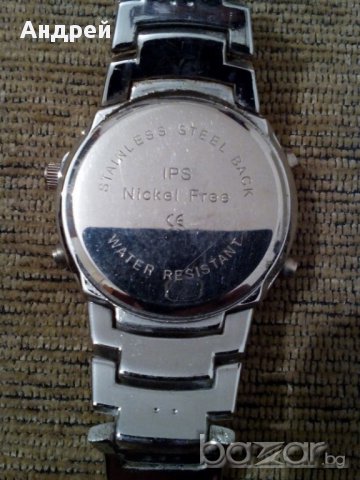 Андрей
STAINLESS STEEL BACK
IPS
Nickel Free
CE
WATER RESISTANT
bazar.bg